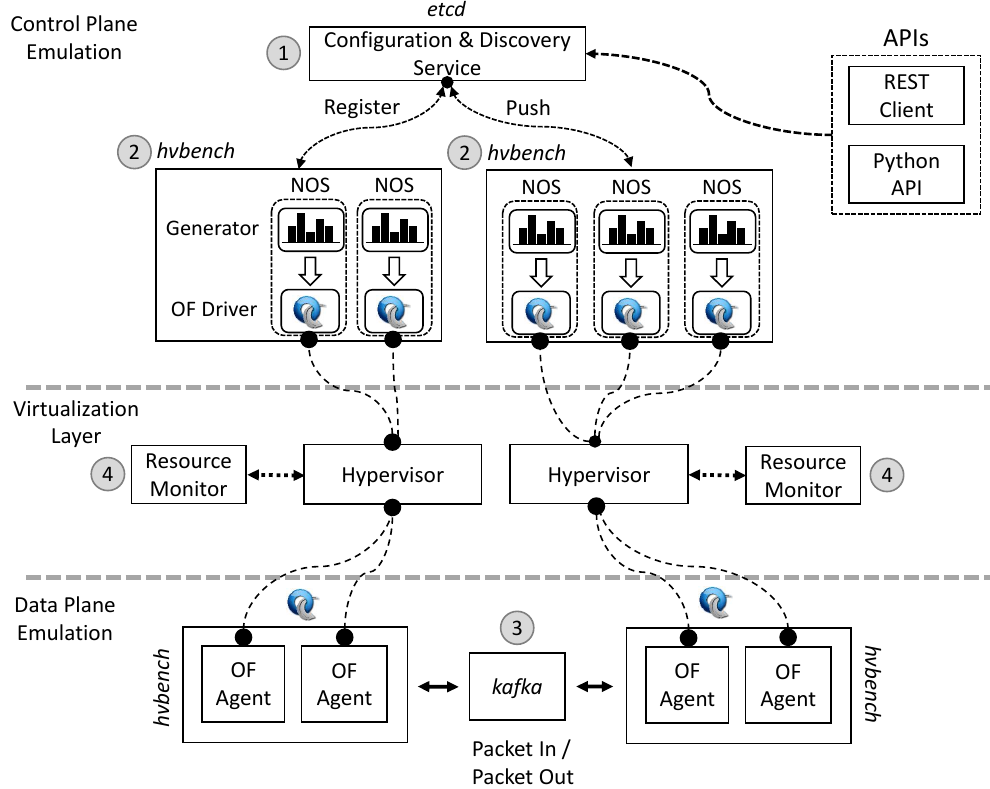 Control Plane
Emulation
etcd
1
Configuration & Discovery
Service
APIs
REST
Client
Python
API
Register
Push
2
hvbench
2
hvbench
NOS
NOS
NOS
NOS
NOS
Generator
OF Driver
Virtualization
Layer
4
Resource
Monitor
Hypervisor
Hypervisor
Resource
Monitor
4
Data Plane
Emulation
hvbench
OF
Agent
OF
Agent
3
kafka
Packet In /
Packet Out
OF
Agent
OF
Agent
hvbench